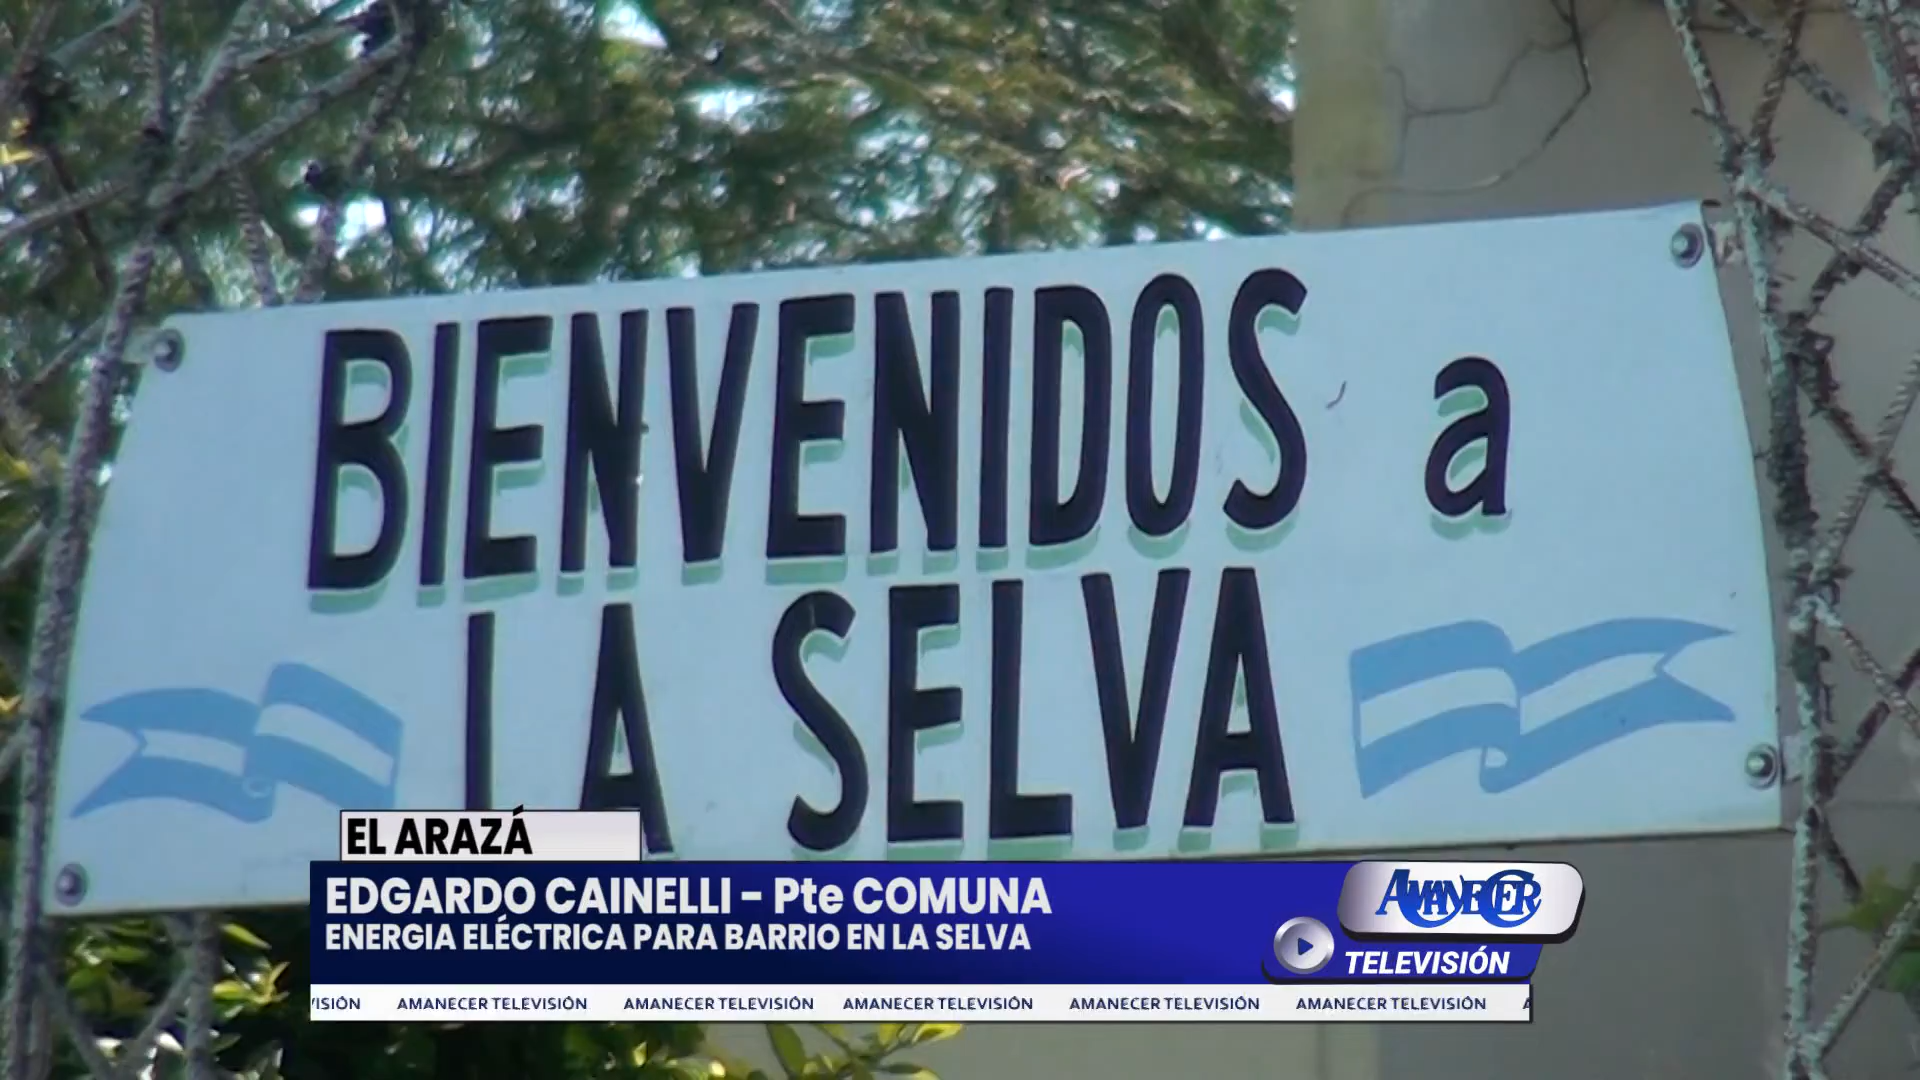 BIENVENIDOS a
LA SELVA
EL ARAZÁ
EDGARDO CAINELLI - Pte COMUNA
ENERGIA ELÉCTRICA PARA BARRIO EN LA SELVA
AMANECER
TELEVISIÓN
VISIÓN AMANECER TELEVISIÓN AMANECER TELEVISIÓN AMANECER TELEVISIÓN AMANECER TELEVISIÓN AMANECER TELEVISIÓN A